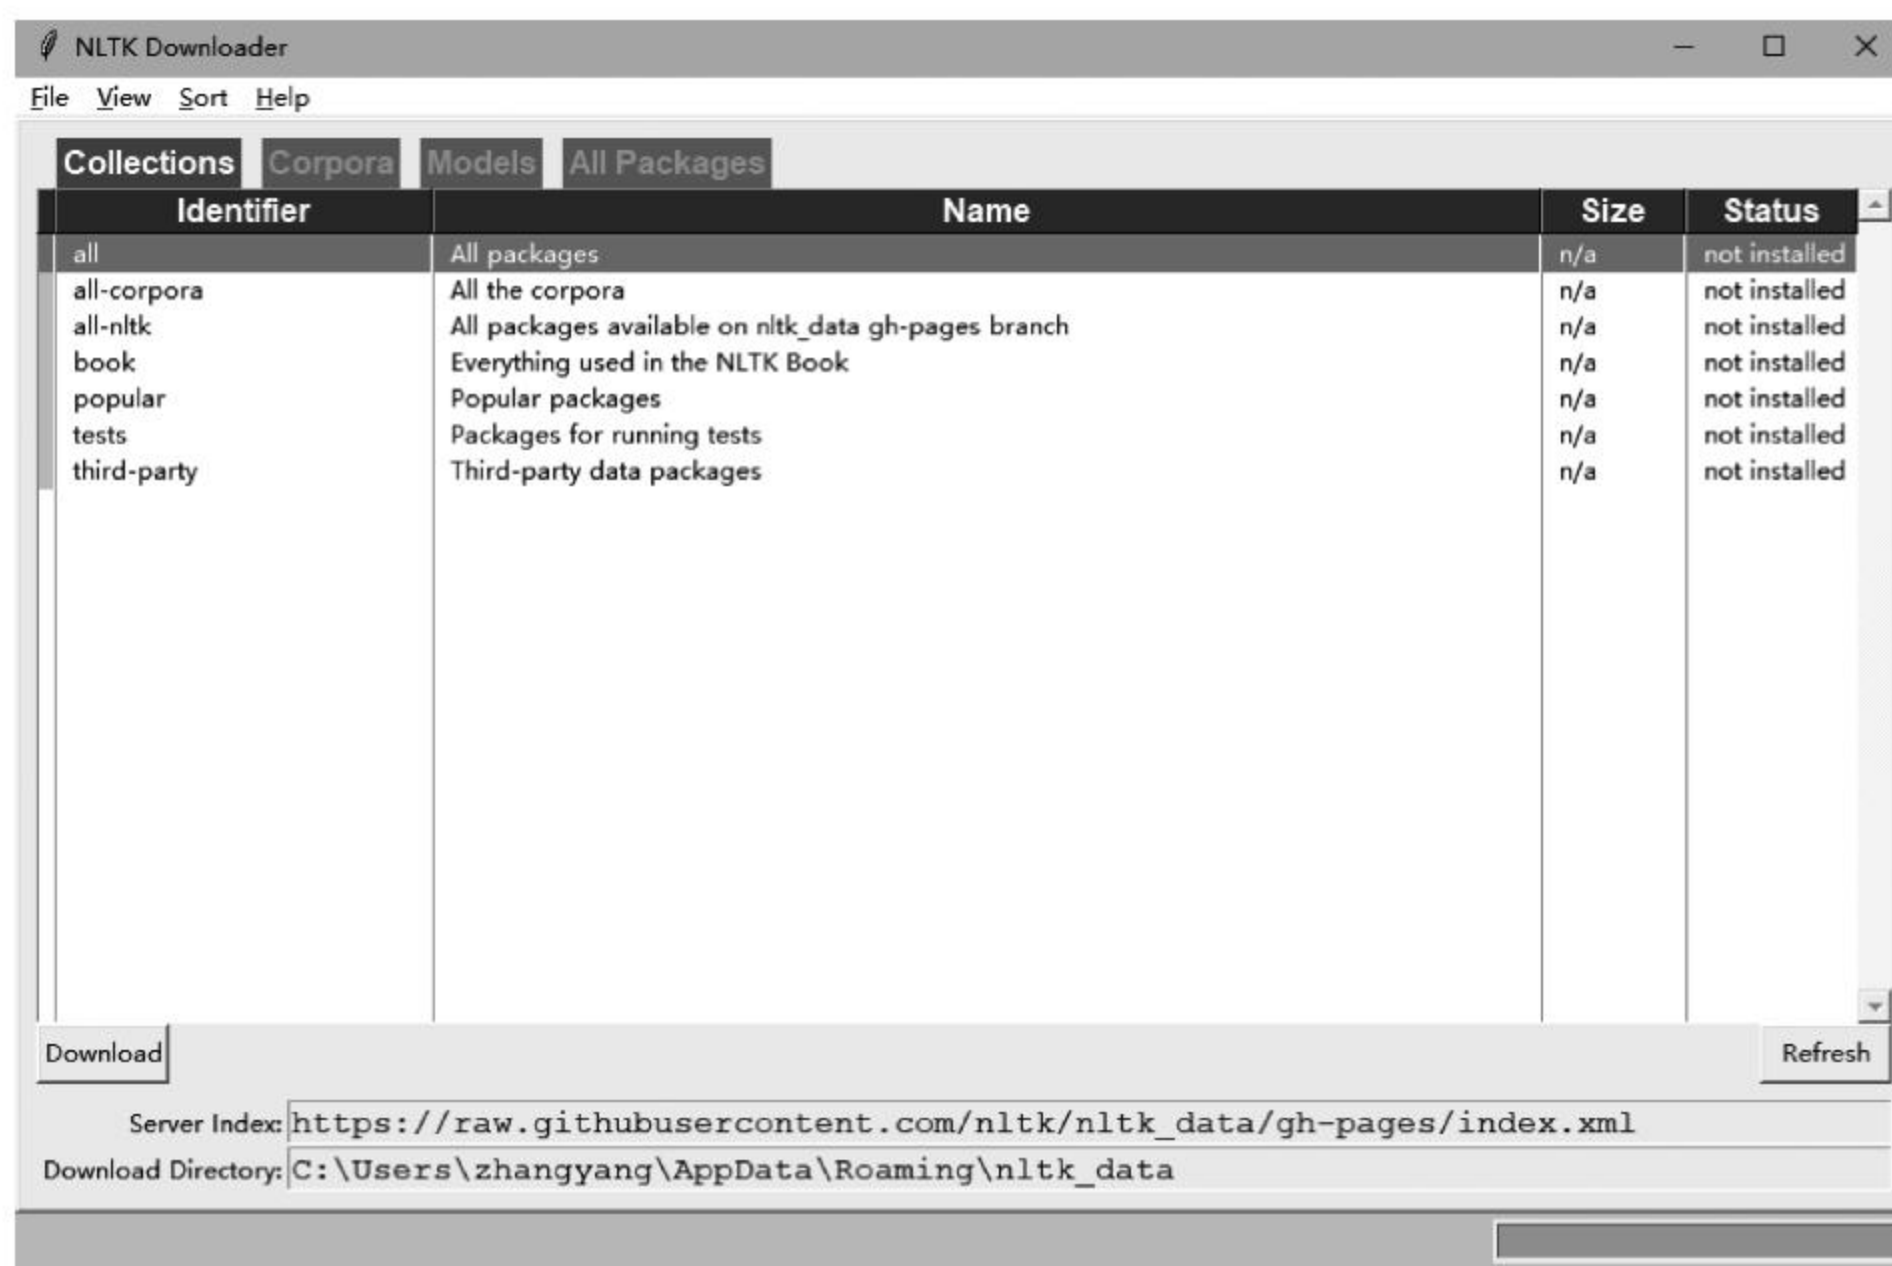 NLTK Downloader
File View Sort Help
Collections Corpora Models All Packages
Identifier Name Size Status
all All packages n/a not installed
all-corpora All the corpora n/a not installed
all-nltk All packages available on nltk_data gh-pages branch n/a not installed
book Everything used in the NLTK Book n/a not installed
popular Popular packages n/a not installed
tests Packages for running tests n/a not installed
third-party Third-party data packages n/a not installed
Download Refresh
Server Index: https://raw.githubusercontent.com/nltk/nltk_data/gh-pages/index.xml
Download Directory: C:\Users\zhangyang\AppData\Roaming\nltk_data